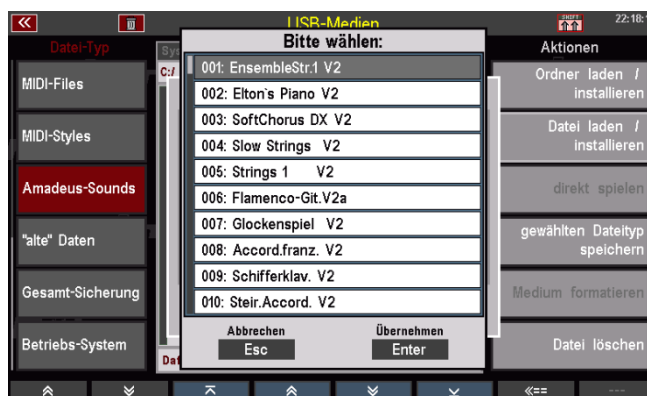 USB-Medien
SHIFT
22:18:
Datei-Typ
MIDI-Files
MIDI-Styles
Amadeus-Sounds
"alte" Daten
Gesamt-Sicherung
Betriebs-System
Sys
C:/
Dat
Bitte wählen:
001: EnsembleStr.1 V2
002: Elton`s Piano V2
003: SoftChorus DX V2
004: Slow Strings V2
005: Strings 1 V2
006: Flamenco-Git.V2a
007: Glockenspiel V2
008: Accord.franz. V2
009: Schifferklav. V2
010: Steir.Accord. V2
Abbrechen
Esc
Übernehmen
Enter
Aktionen
Ordner laden /
installieren
Datei laden /
installieren
direkt spielen
gewählten Dateityp
speichern
Medium formatieren
Datei löschen
«==
---